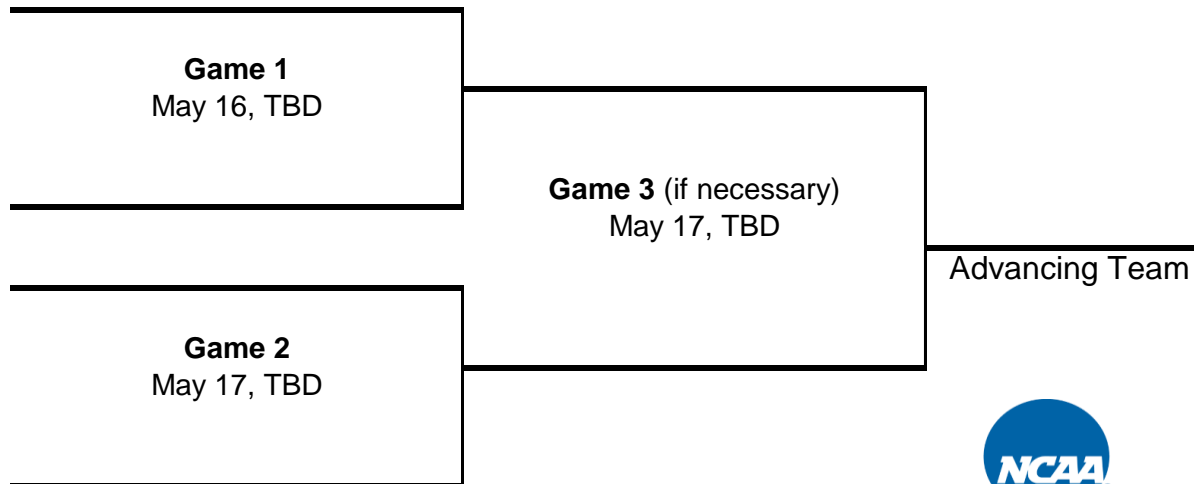 Game 1
May 16, TBD
Game 3 (if necessary)
May 17, TBD
Advancing Team
Game 2
May 17, TBD
NCAA